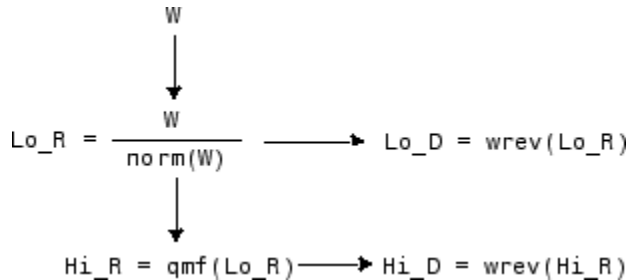 W
Lo_R = W / norm(W)
Lo_D = wrev(Lo_R)
Hi_R = qmf(Lo_R)
Hi_D = wrev(Hi_R)